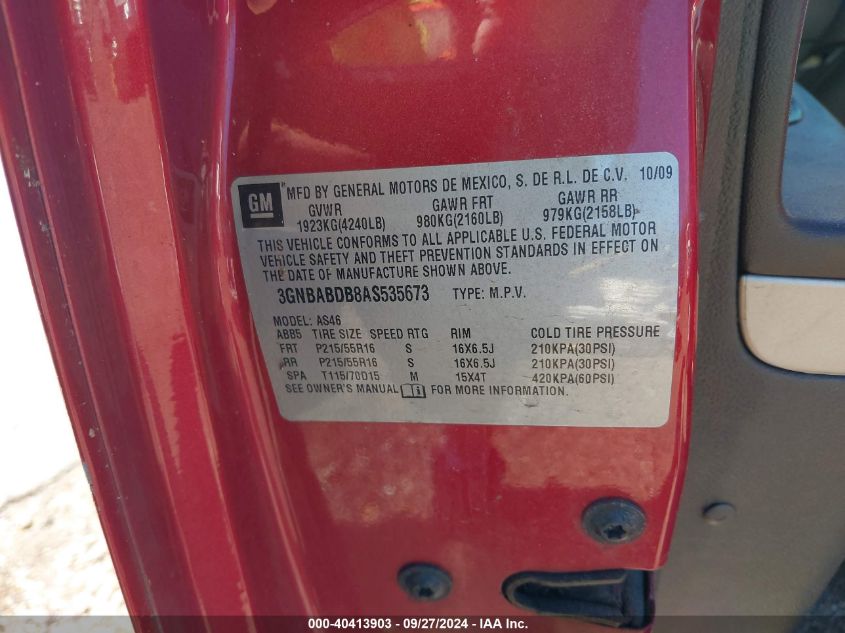 GM
MFD BY GENERAL MOTORS DE MEXICO, S. DE R.L. DE C.V. 10/09
GVWR GAWR FRT GAWR RR
1923KG(4240LB) 980KG(2160LB) 979KG(2158LB)
THIS VEHICLE CONFORMS TO ALL APPLICABLE U.S. FEDERAL MOTOR
VEHICLE SAFETY AND THEFT PREVENTION STANDARDS IN EFFECT ON
THE DATE OF MANUFACTURE SHOWN ABOVE.
3GNBABDB8AS535673 TYPE: M.P.V.
MODEL: AS46
ABB5 TIRE SIZE SPEED RTG RIM COLD TIRE PRESSURE
FRT P215/55R16 S 16X6.5J 210KPA(30PSI)
RR P215/55R16 S 16X6.5J 210KPA(30PSI)
SPA T115/70D15 M 15X4T 420KPA(60PSI)
SEE OWNER'S MANUAL i FOR MORE INFORMATION.
000-40413903 - 09/27/2024 - IAA, Inc.